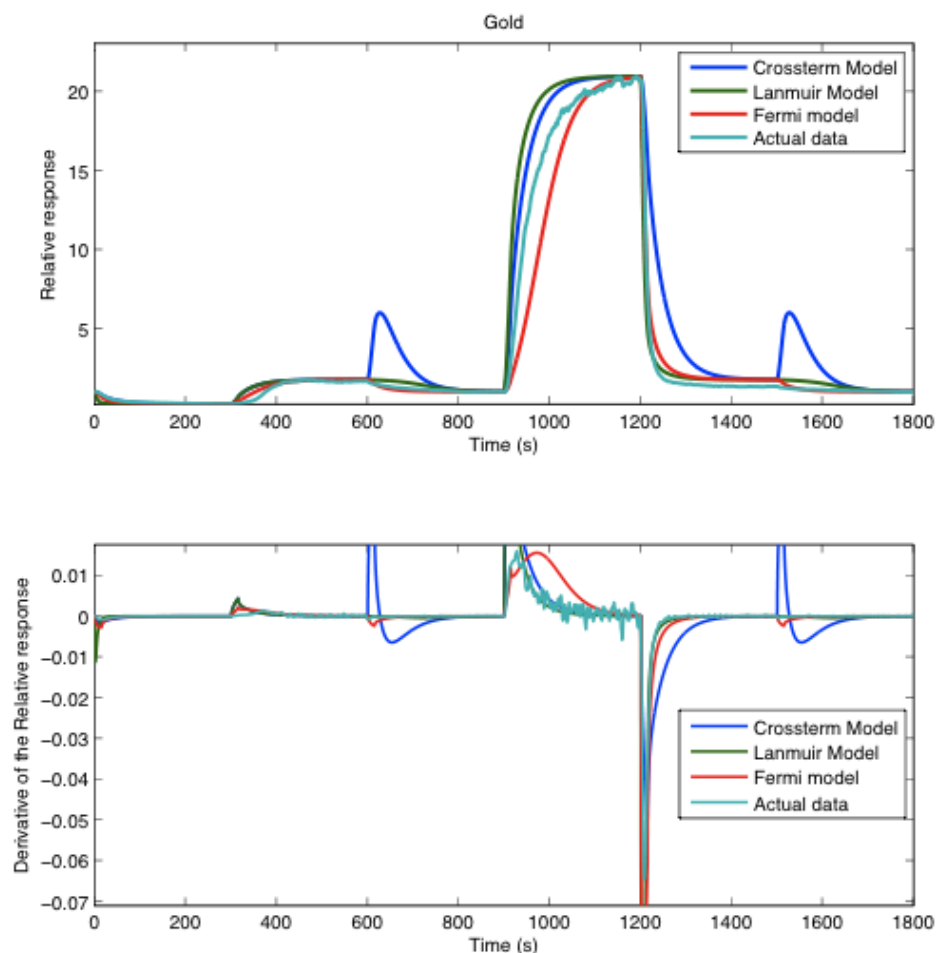 Gold
Crossterm Model
Lanmuir Model
Fermi model
Actual data
Relative response
20
15
10
5
0 200 400 600 800 1000 1200 1400 1600 1800
Time (s)
Derivative of the Relative response
0.01
0
−0.01
−0.02
−0.03
−0.04
−0.05
−0.06
−0.07
Crossterm Model
Lanmuir Model
Fermi model
Actual data
0 200 400 600 800 1000 1200 1400 1600 1800
Time (s)